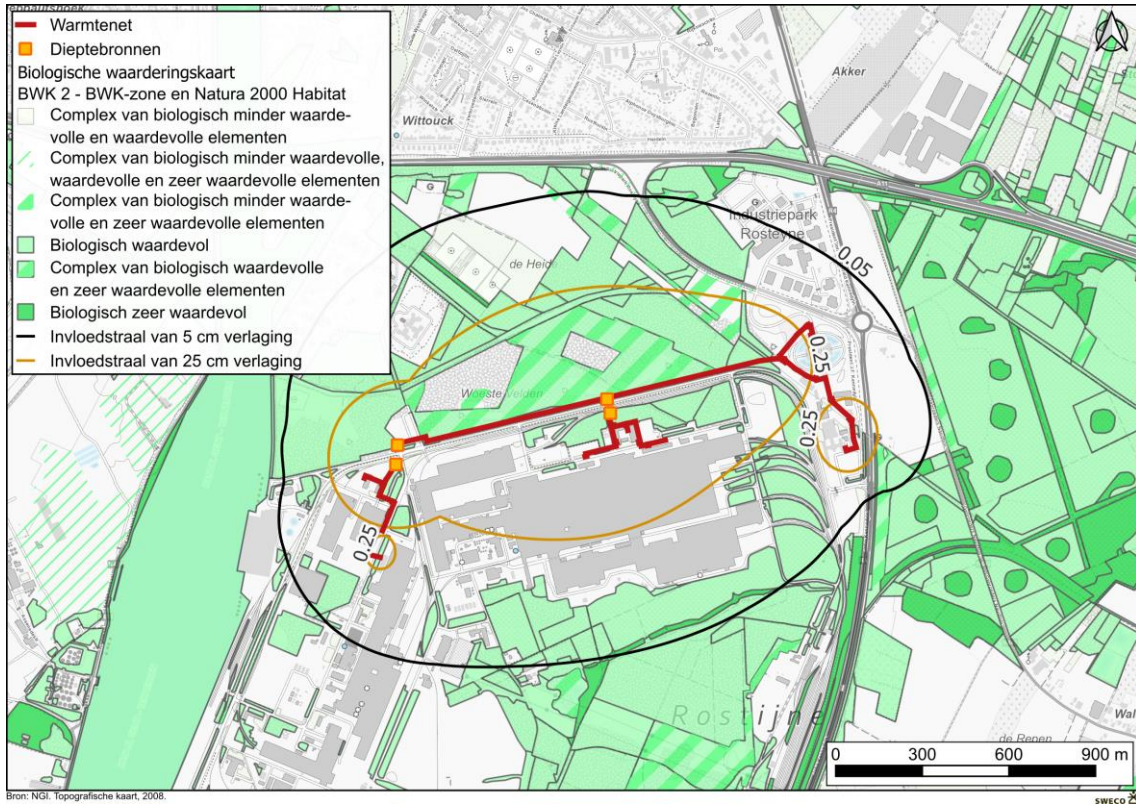 Warmtenet
Dieptebronnen
Biologische waarderingskaart
BWK 2 - BWK-zone en Natura 2000 Habitat
Complex van biologisch minder waarde-
volle en waardevolle elementen
Complex van biologisch minder waardevolle,
waardevolle en zeer waardevolle elementen
Complex van biologisch minder waarde-
volle en zeer waardevolle elementen
Biologisch waardevol
Complex van biologisch waardevolle
en zeer waardevolle elementen
Biologisch zeer waardevol
Invloedstraal van 5 cm verlaging
Invloedstraal van 25 cm verlaging
Akker
Wittouck
Industriepark
Rosteyne
de Heide
0.05
0.25
0.25
0.25
Rostijne
de Repen
0 300 600 900 m
Bron: NGI. Topografische kaart, 2008.
SWECO